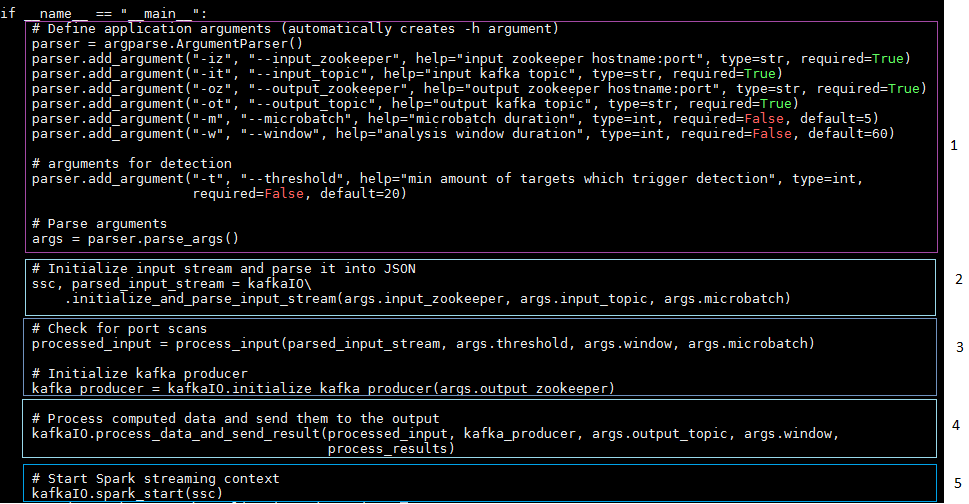 if __name__ == "__main__":
# Define application arguments (automatically creates -h argument)
parser = argparse.ArgumentParser()
parser.add_argument("-iz", "--input_zookeeper", help="input zookeeper hostname:port", type=str, required=True)
parser.add_argument("-it", "--input_topic", help="input kafka topic", type=str, required=True)
parser.add_argument("-oz", "--output_zookeeper", help="output zookeeper hostname:port", type=str, required=True)
parser.add_argument("-ot", "--output_topic", help="output kafka topic", type=str, required=True)
parser.add_argument("-m", "--microbatch", help="microbatch duration", type=int, required=False, default=5)
parser.add_argument("-w", "--window", help="analysis window duration", type=int, required=False, default=60)
1
# arguments for detection
parser.add_argument("-t", "--threshold", help="min amount of targets which trigger detection", type=int,
required=False, default=20)
# Parse arguments
args = parser.parse_args()
# Initialize input stream and parse it into JSON
2
ssc, parsed_input_stream = kafkaIO\
.initialize_and_parse_input_stream(args.input_zookeeper, args.input_topic, args.microbatch)
# Check for port scans
processed_input = process_input(parsed_input_stream, args.threshold, args.window, args.microbatch)
3
# Initialize kafka producer
kafka_producer = kafkaIO.initialize_kafka_producer(args.output_zookeeper)
# Process computed data and send them to the output
4
kafkaIO.process_data_and_send_result(processed_input, kafka_producer, args.output_topic, args.window,
process_results)
# Start Spark streaming context
5
kafkaIO.spark_start(ssc)